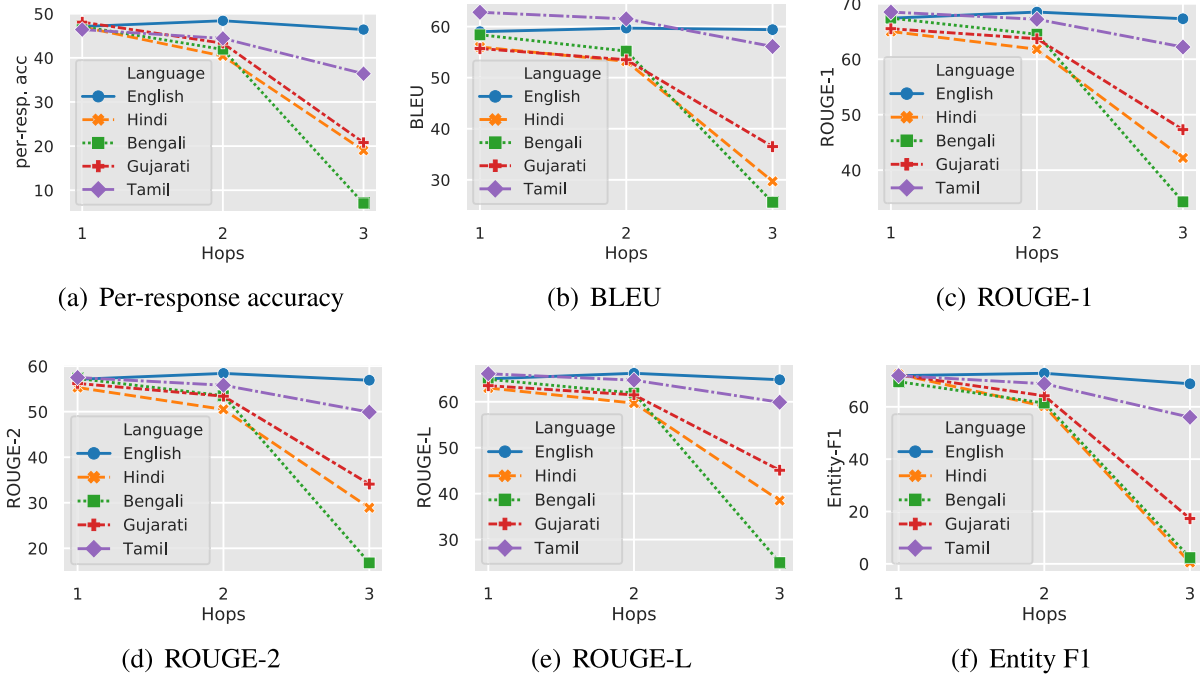 50
40
30
20
10
per-resp. acc
Language
English
Hindi
Bengali
Gujarati
Tamil
1 2 3
Hops
(a) Per-response accuracy
60
50
40
30
BLEU
Language
English
Hindi
Bengali
Gujarati
Tamil
1 2 3
Hops
(b) BLEU
70
60
50
40
ROUGE-1
Language
English
Hindi
Bengali
Gujarati
Tamil
1 2 3
Hops
(c) ROUGE-1
60
50
40
30
20
ROUGE-2
Language
English
Hindi
Bengali
Gujarati
Tamil
1 2 3
Hops
(d) ROUGE-2
60
50
40
30
ROUGE-L
Language
English
Hindi
Bengali
Gujarati
Tamil
1 2 3
Hops
(e) ROUGE-L
60
40
20
0
Entity-F1
Language
English
Hindi
Bengali
Gujarati
Tamil
1 2 3
Hops
(f) Entity F1